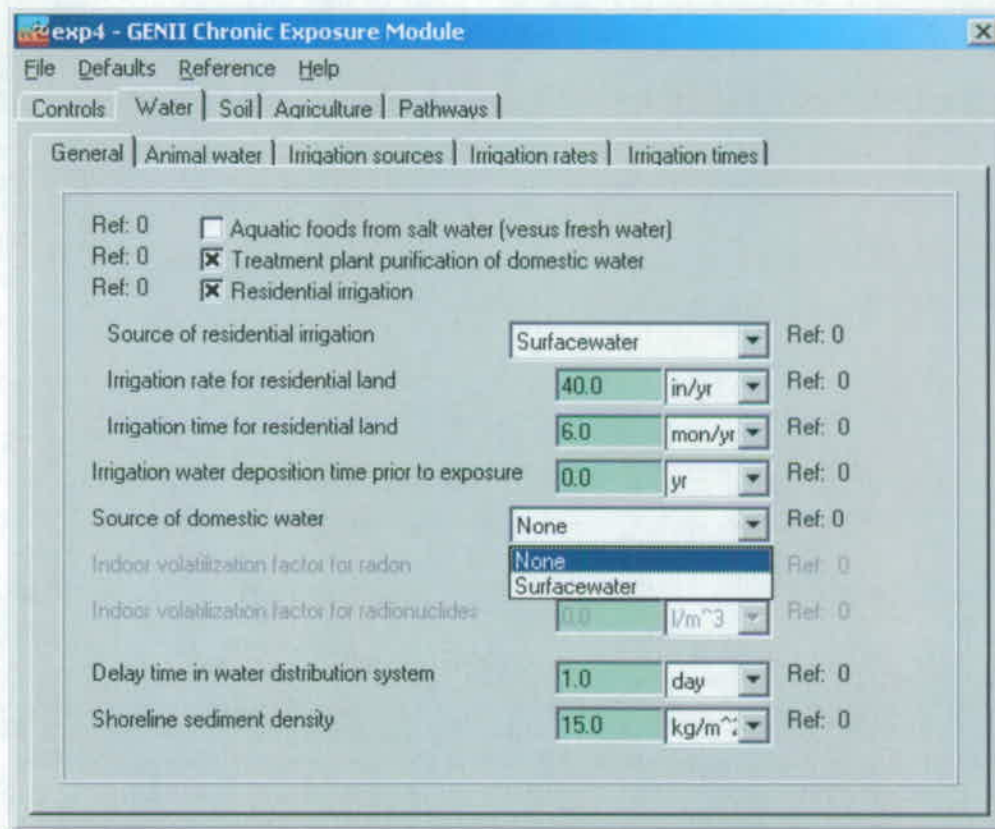 exp4 - GENII Chronic Exposure Module
File Defaults Reference Help
Controls Water Soil Agriculture Pathways
General Animal water Irrigation sources Irrigation rates Irrigation times
Ref: 0 Aquatic foods from salt water (vesus fresh water)
Ref: 0 Treatment plant purification of domestic water
Ref: 0 Residential irrigation
Source of residential irrigation Surfacewater Ref: 0
Irrigation rate for residential land 40.0 in/yr Ref: 0
Irrigation time for residential land 6.0 mon/yr Ref: 0
Irrigation water deposition time prior to exposure 0.0 yr Ref: 0
Source of domestic water None Ref: 0
Indoor volatilization factor for radon None Ref: 0
Surfacewater
Indoor volatilization factor for radionuclides 0.0 l/m^3 Ref: 0
Delay time in water distribution system 1.0 day Ref: 0
Shoreline sediment density 15.0 kg/m^2 Ref: 0